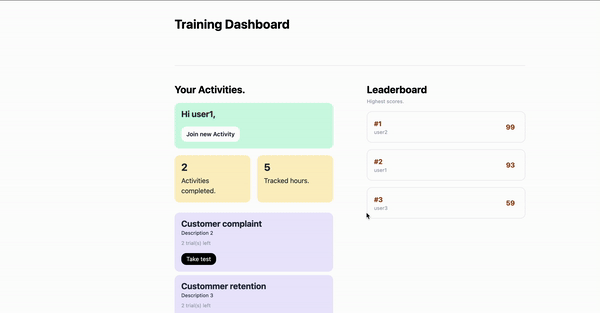 Training Dashboard
Your Activities.
Hi user1,
Join new Activity
2
Activities
completed.
5
Tracked hours.
Customer complaint
Description 2
2 trial(s) left
Take test
Custommer retention
Description 3
3 trial(s) left
Leaderboard
Highest scores.
#1
user2
99
#2
user1
93
#3
user3
59